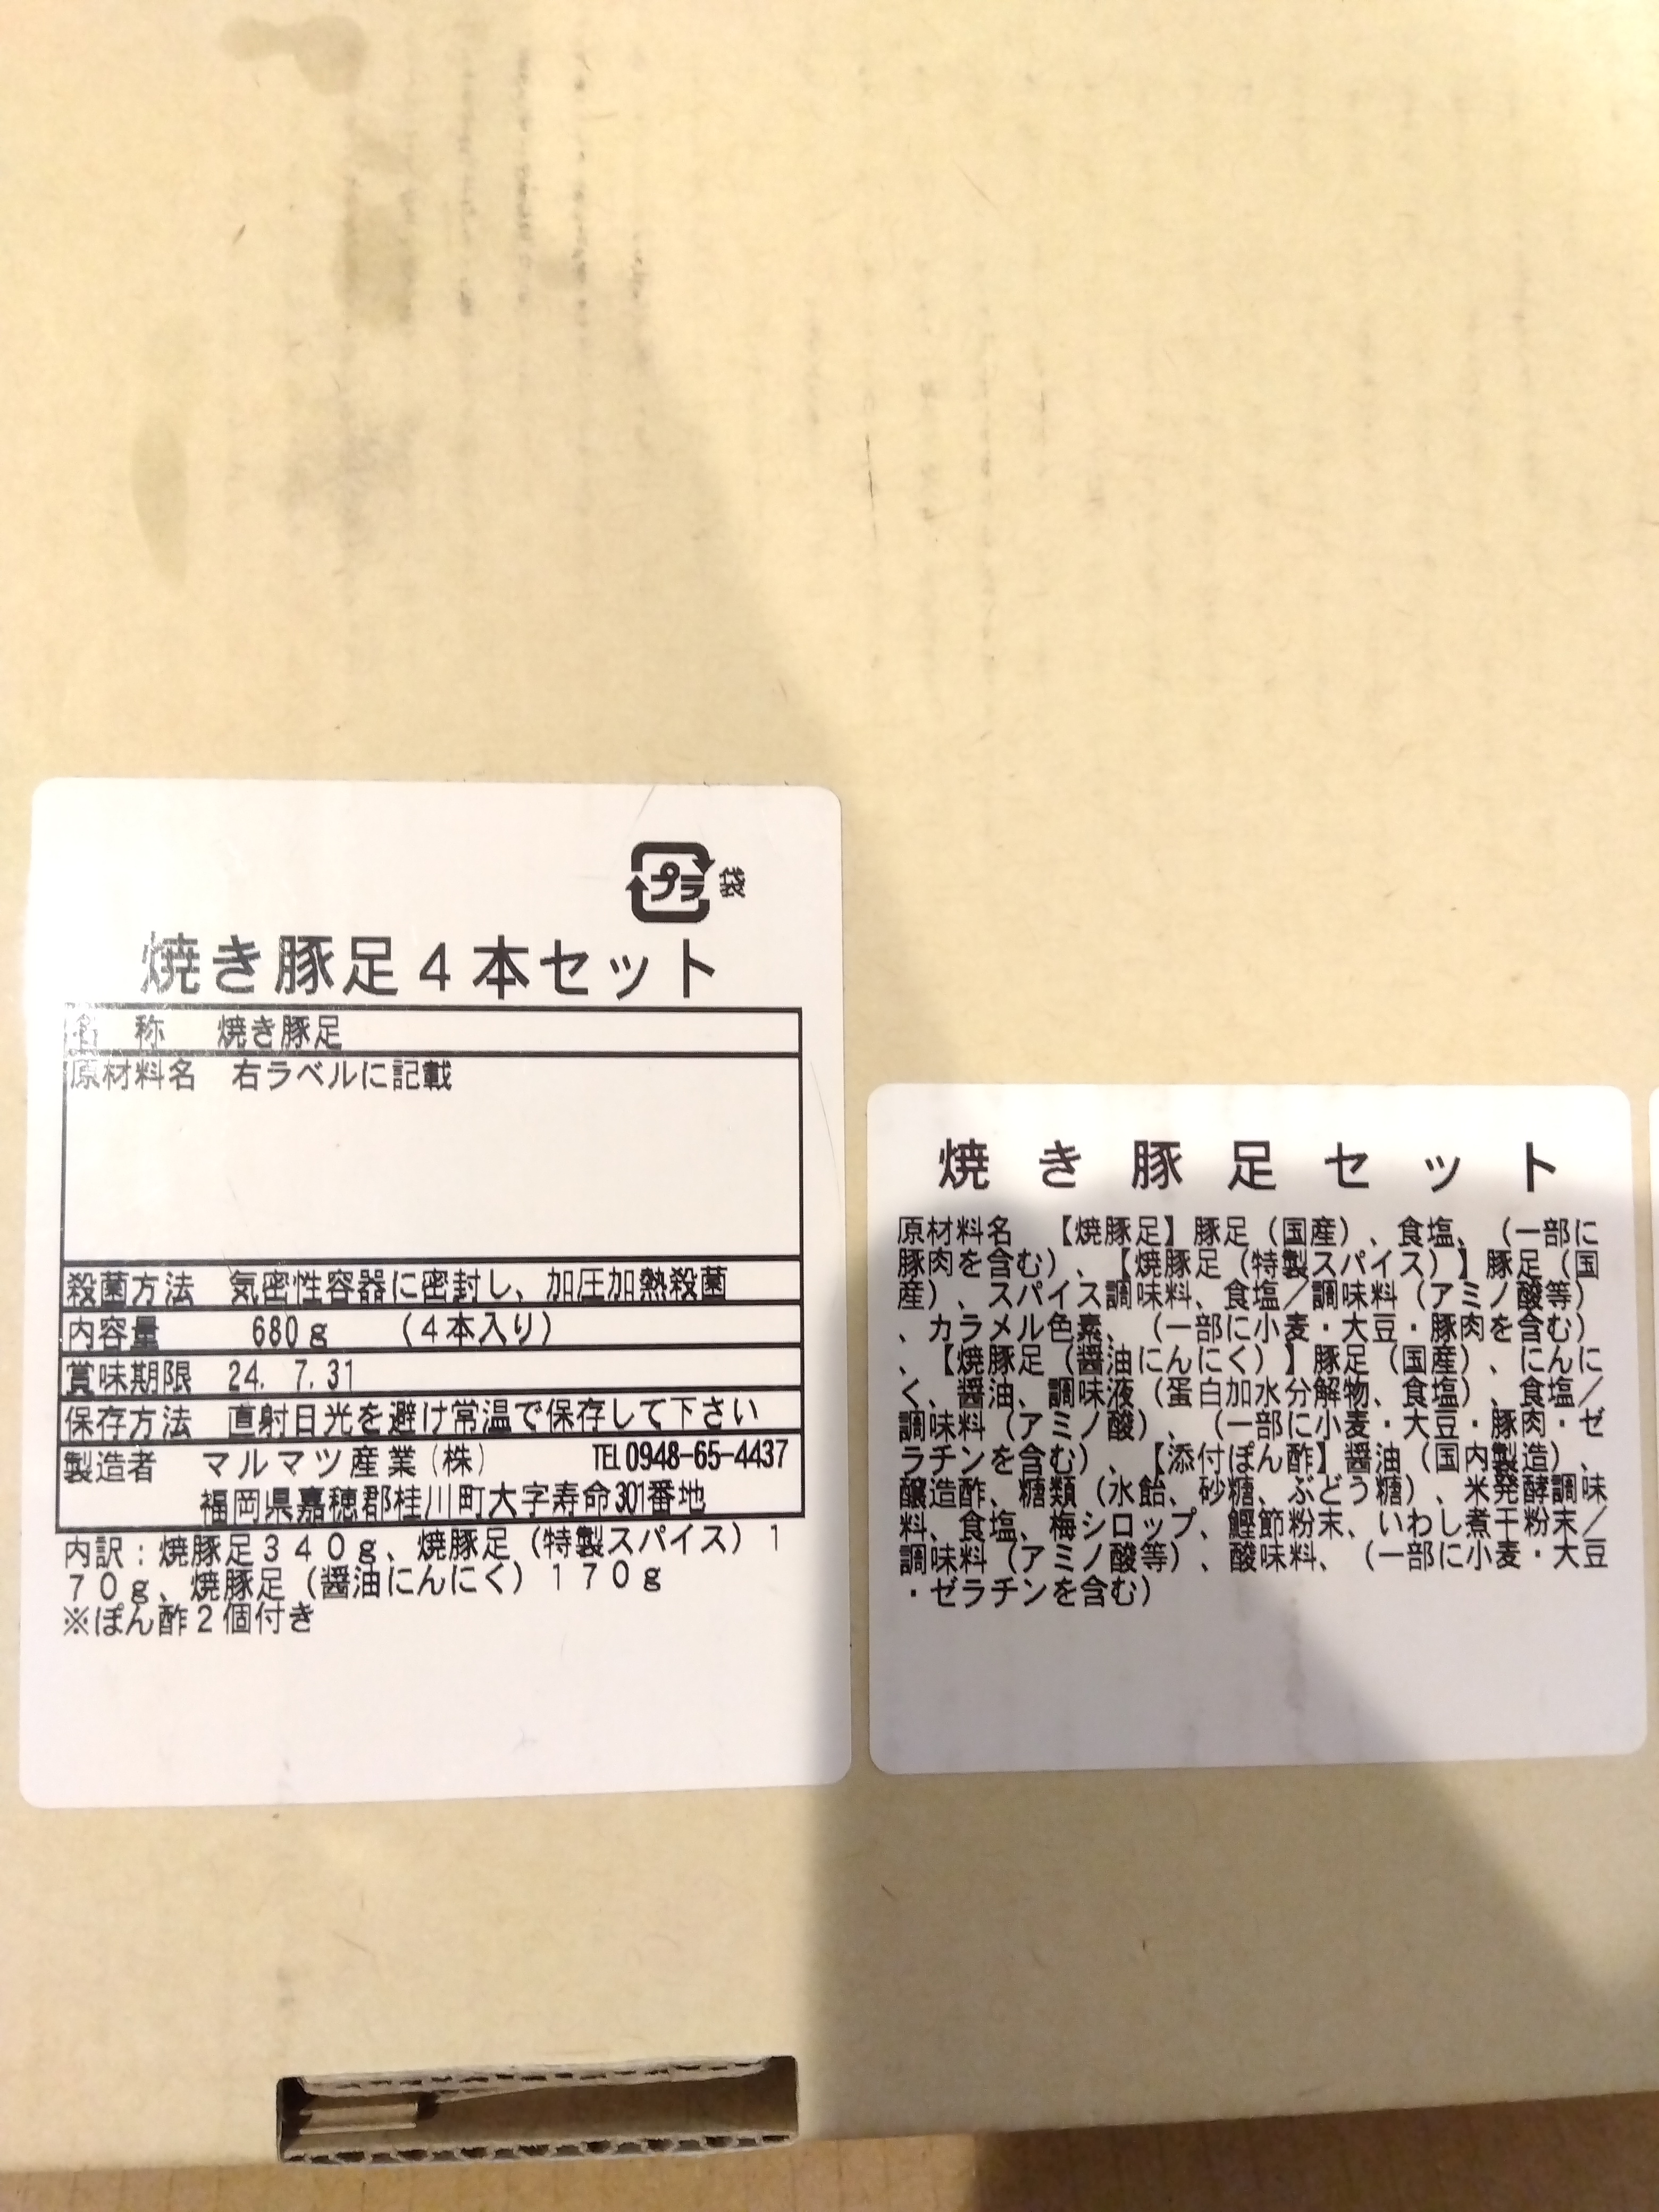 プラ 袋
焼き豚足４本セット
名　称　焼き豚足
原材料名　右ラベルに記載
殺菌方法　気密性容器に密封し、加圧加熱殺菌
内容量　680ｇ　（４本入り）
賞味期限　24. 7.31
保存方法　直射日光を避け常温で保存して下さい
製造者　マルマツ産業（株）　TEL0948-65-4437
福岡県嘉穂郡桂川町大字寿命301番地
内訳：焼豚足３４０ｇ、焼豚足（特製スパイス）１
７０ｇ、焼豚足（醤油にんにく）１７０ｇ
※ぽん酢２個付き
焼き豚足セット
原材料名　【焼豚足】豚足（国産）、食塩、（一部に
豚肉を含む）、【焼豚足（特製スパイス）】豚足（国
産）、スパイス調味料、食塩／調味料（アミノ酸等）
、カラメル色素、（一部に小麦・大豆・豚肉を含む）
、【焼豚足（醤油にんにく）】豚足（国産）、にんに
く、醤油、調味液（蛋白加水分解物、食塩）、食塩／
調味料（アミノ酸）、（一部に小麦・大豆・豚肉・ゼ
ラチンを含む）、【添付ぽん酢】醤油（国内製造）、
醸造酢、糖類（水飴、砂糖、ぶどう糖）、米発酵調味
料、食塩、梅シロップ、鰹節粉末、いわし煮干粉末／
調味料（アミノ酸等）、酸味料、（一部に小麦・大豆
・ゼラチンを含む）